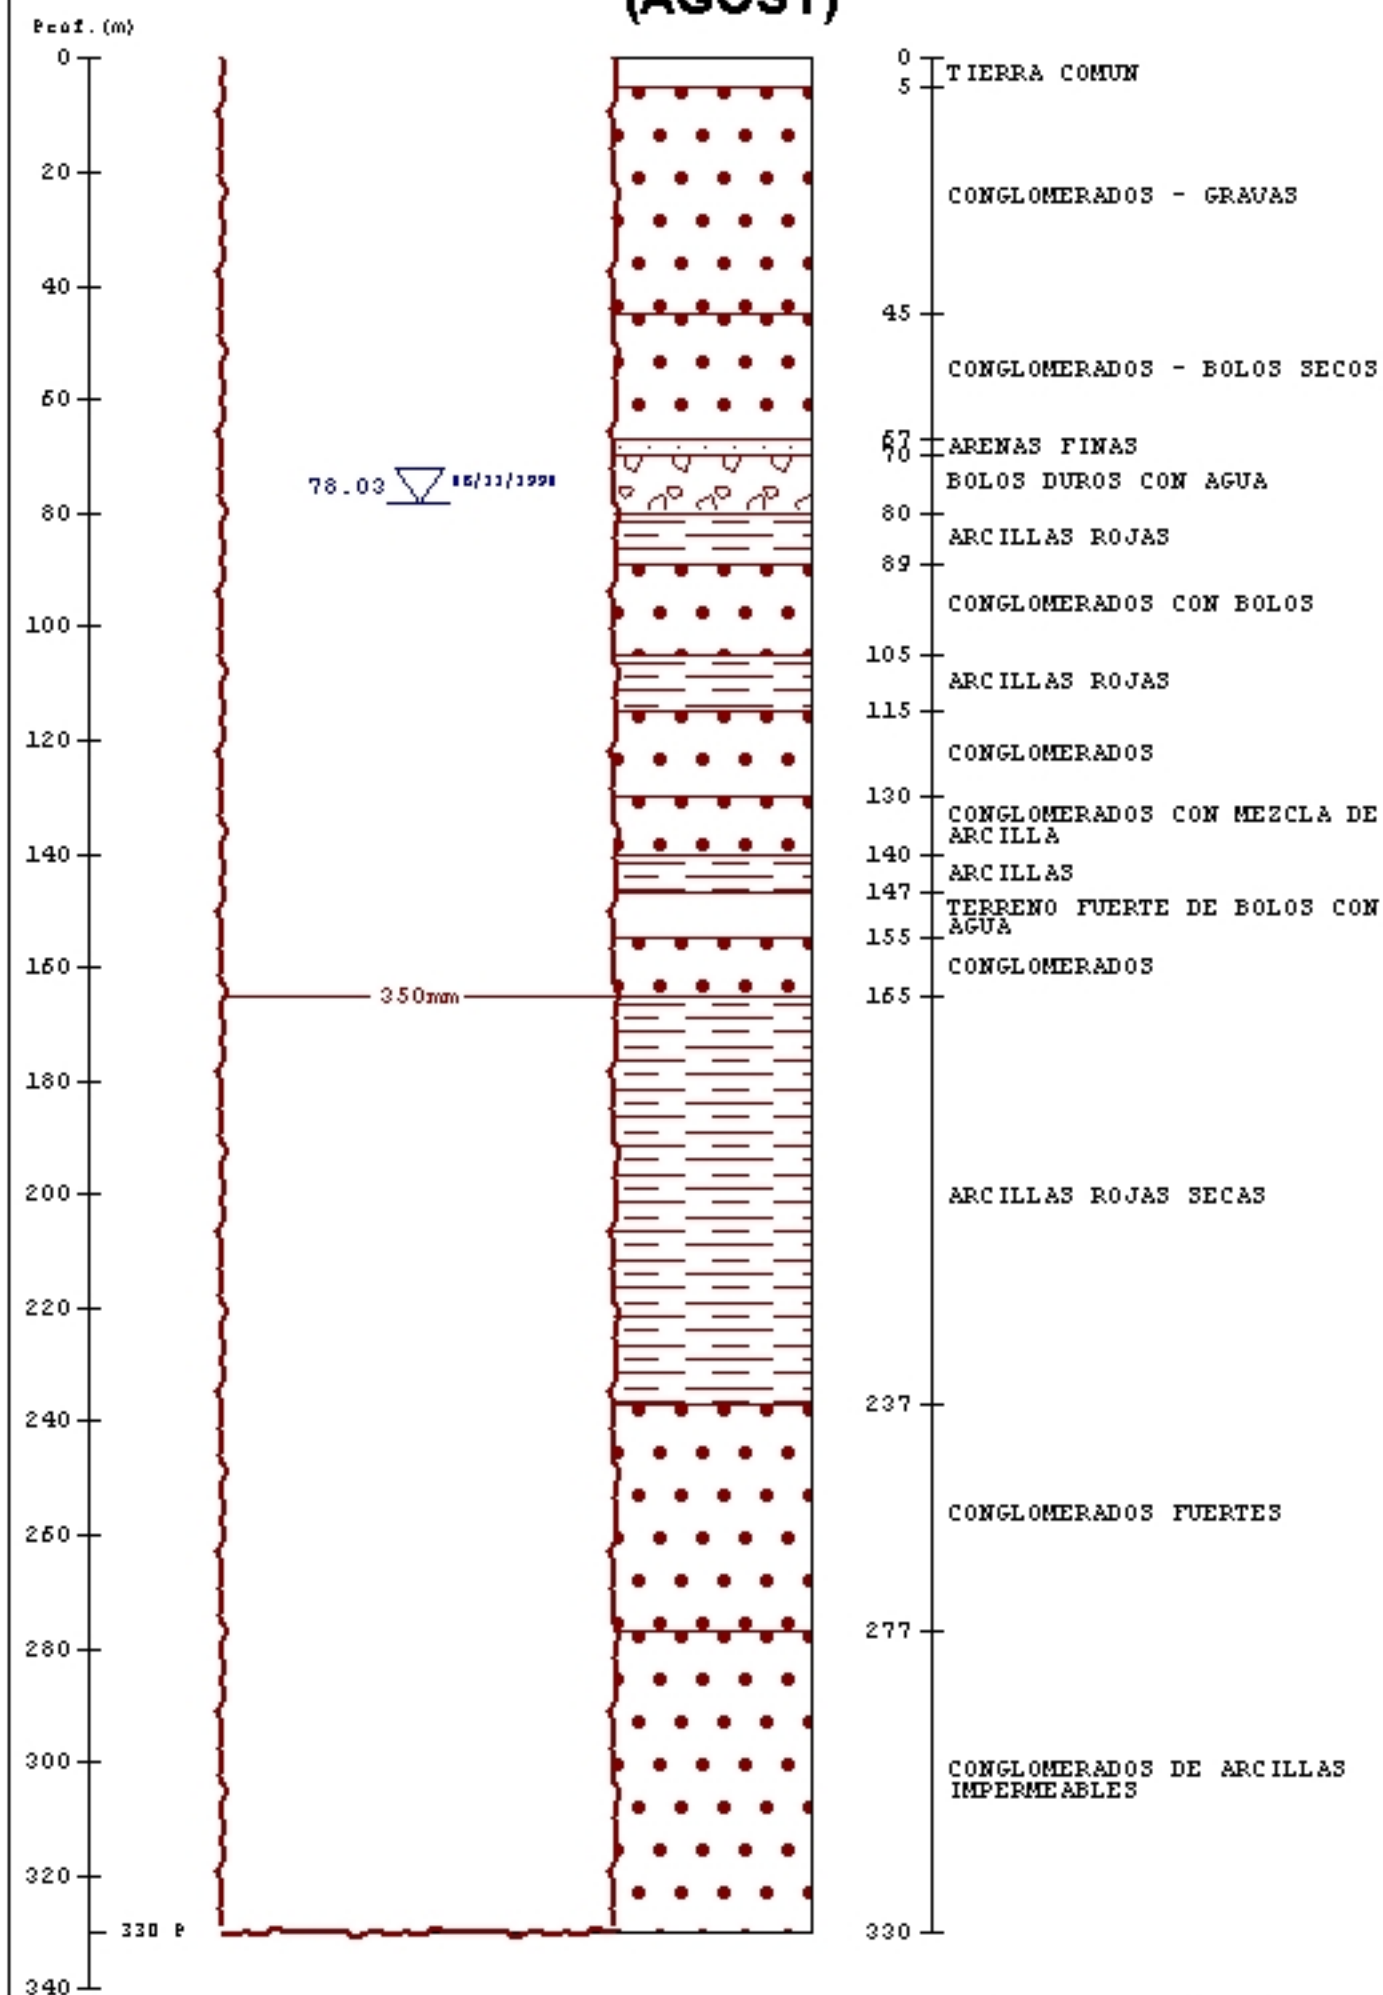 (AGOST)
Prof.(m)
0
20
40
60
80
100
120
140
160
180
200
220
240
260
280
300
320
330 P
340
78.03
350mm
0
TIERRA COMUN
5
CONGLOMERADOS - GRAVAS
45
CONGLOMERADOS - BOLOS SECOS
67
ARENAS FINAS
70
BOLOS DUROS CON AGUA
80
ARCILLAS ROJAS
89
CONGLOMERADOS CON BOLOS
105
ARCILLAS ROJAS
115
CONGLOMERADOS
130
CONGLOMERADOS CON MEZCLA DE
ARCILLA
140
ARCILLAS
147
TERRENO FUERTE DE BOLOS CON
AGUA
155
CONGLOMERADOS
165
ARCILLAS ROJAS SECAS
237
CONGLOMERADOS FUERTES
277
CONGLOMERADOS DE ARCILLAS
IMPERMEABLES
330